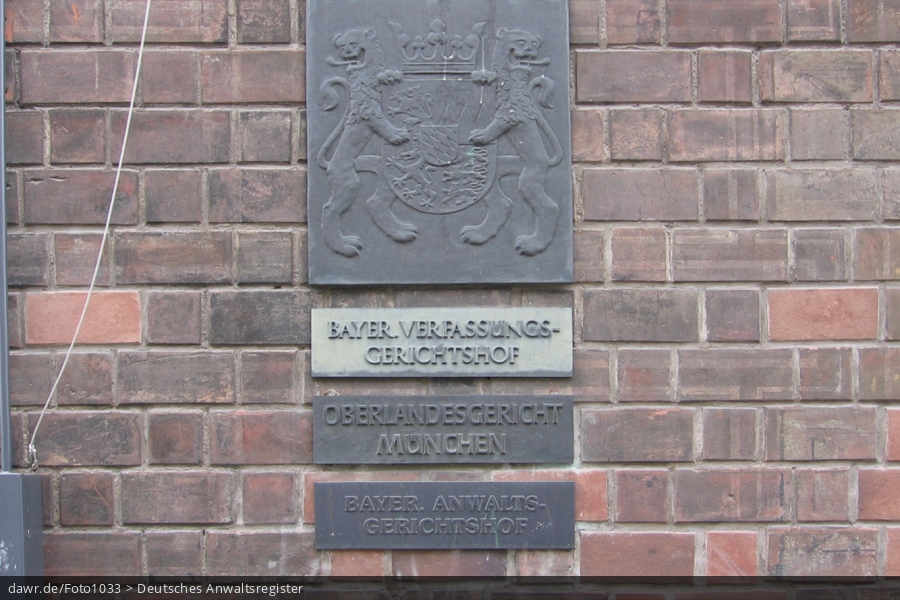 BAYER. VERFASSUNGS-
GERICHTSHOF
OBERLANDESGERICHT
MÜNCHEN
BAYER. ANWALTS-
GERICHTSHOF
dawr.de/Foto1033 > Deutsches Anwaltsregister